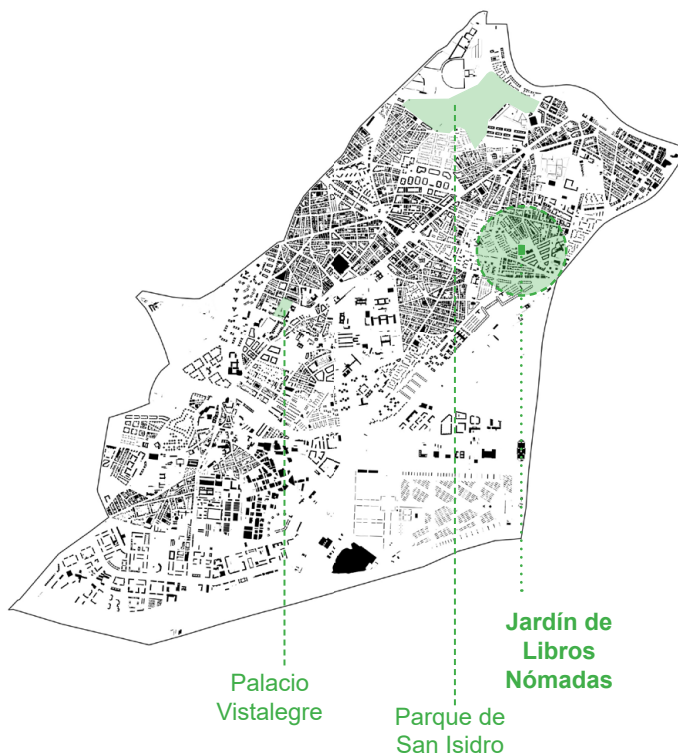 Jardín de
Libros
Nómadas
Palacio
Vistalegre
Parque de
San Isidro